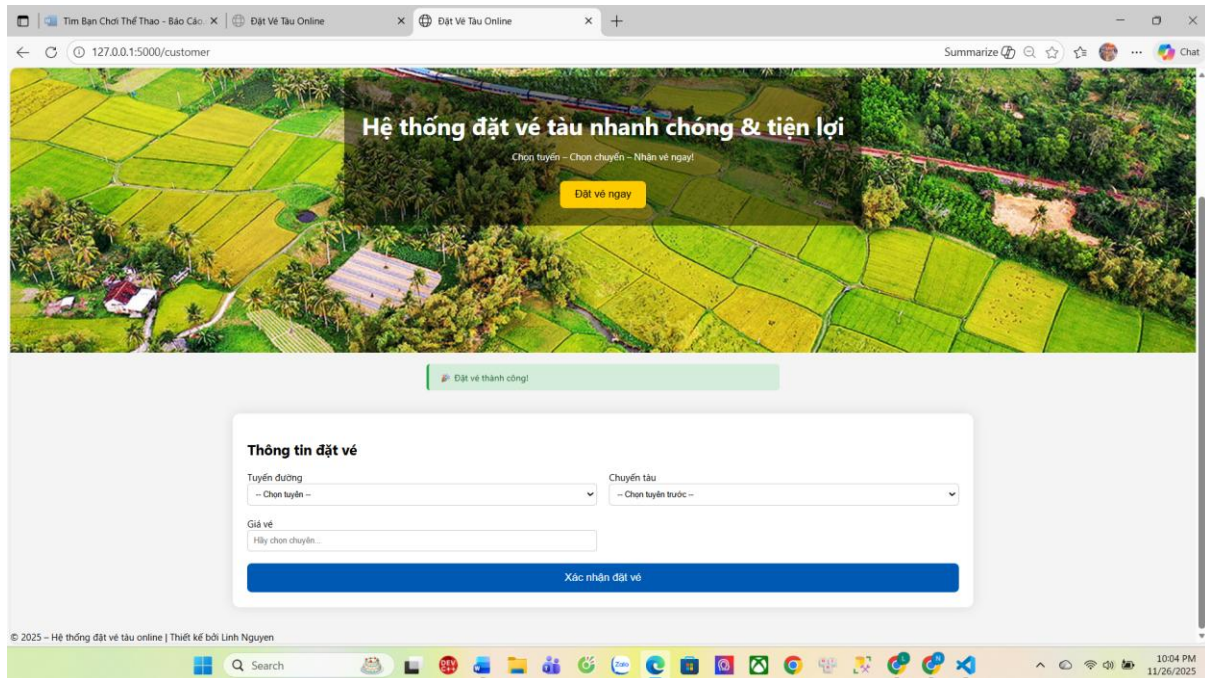 Tìm Bạn Chơi Thể Thao - Báo Cáo.
Đặt Vé Tàu Online
Đặt Vé Tàu Online
127.0.0.1:5000/customer
Summarize
Chat
Hệ thống đặt vé tàu nhanh chóng & tiện lợi
Chọn tuyến – Chọn chuyến – Nhận vé ngay!
Đặt vé ngay
Đặt vé thành công!
Thông tin đặt vé
Tuyến đường
Chuyến tàu
-- Chọn tuyến --
-- Chọn tuyến trước --
Giá vé
Hãy chọn chuyến...
Xác nhận đặt vé
© 2025 – Hệ thống đặt vé tàu online | Thiết kế bởi Linh Nguyen
Search
DEV
C++
Zalo
10:04 PM
11/26/2025